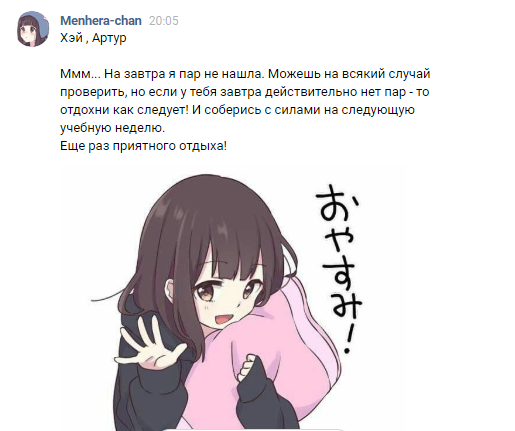 Menhera-chan 20:05
Хэй , Артур
Ммм... На завтра я пар не нашла. Можешь на всякий случай
проверить, но если у тебя завтра действительно нет пар - то
отдохни как следует! И соберись с силами на следующую
учебную неделю.
Еще раз приятного отдыха!
おやすみ!